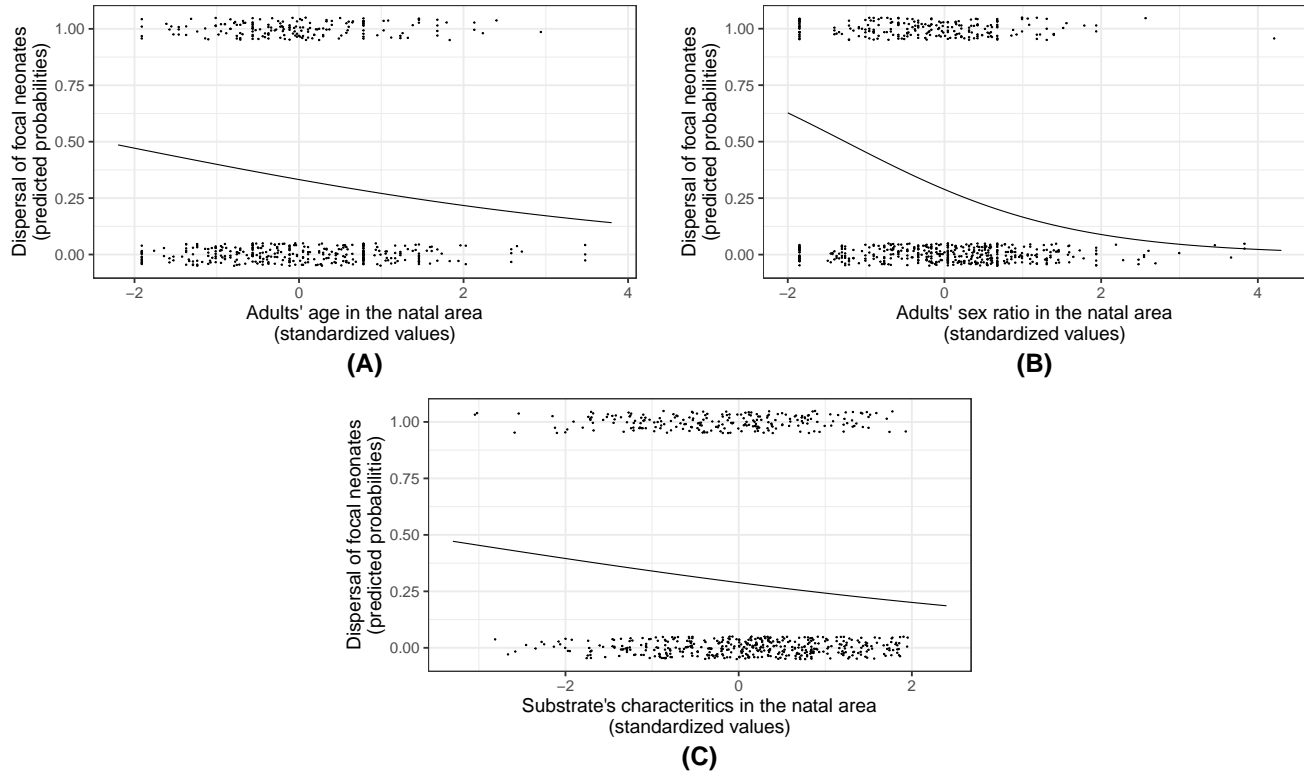 Dispersal of focal neonates
(predicted probabilities)
1.00
0.75
0.50
0.25
0.00
−2
0
2
4
Adults' age in the natal area
(standardized values)
(A)
Dispersal of focal neonates
(predicted probabilities)
1.00
0.75
0.50
0.25
0.00
−2
0
2
4
Adults' sex ratio in the natal area
(standardized values)
(B)
Dispersal of focal neonates
(predicted probabilities)
1.00
0.75
0.50
0.25
0.00
−2
0
2
Substrate's characteritics in the natal area
(standardized values)
(C)